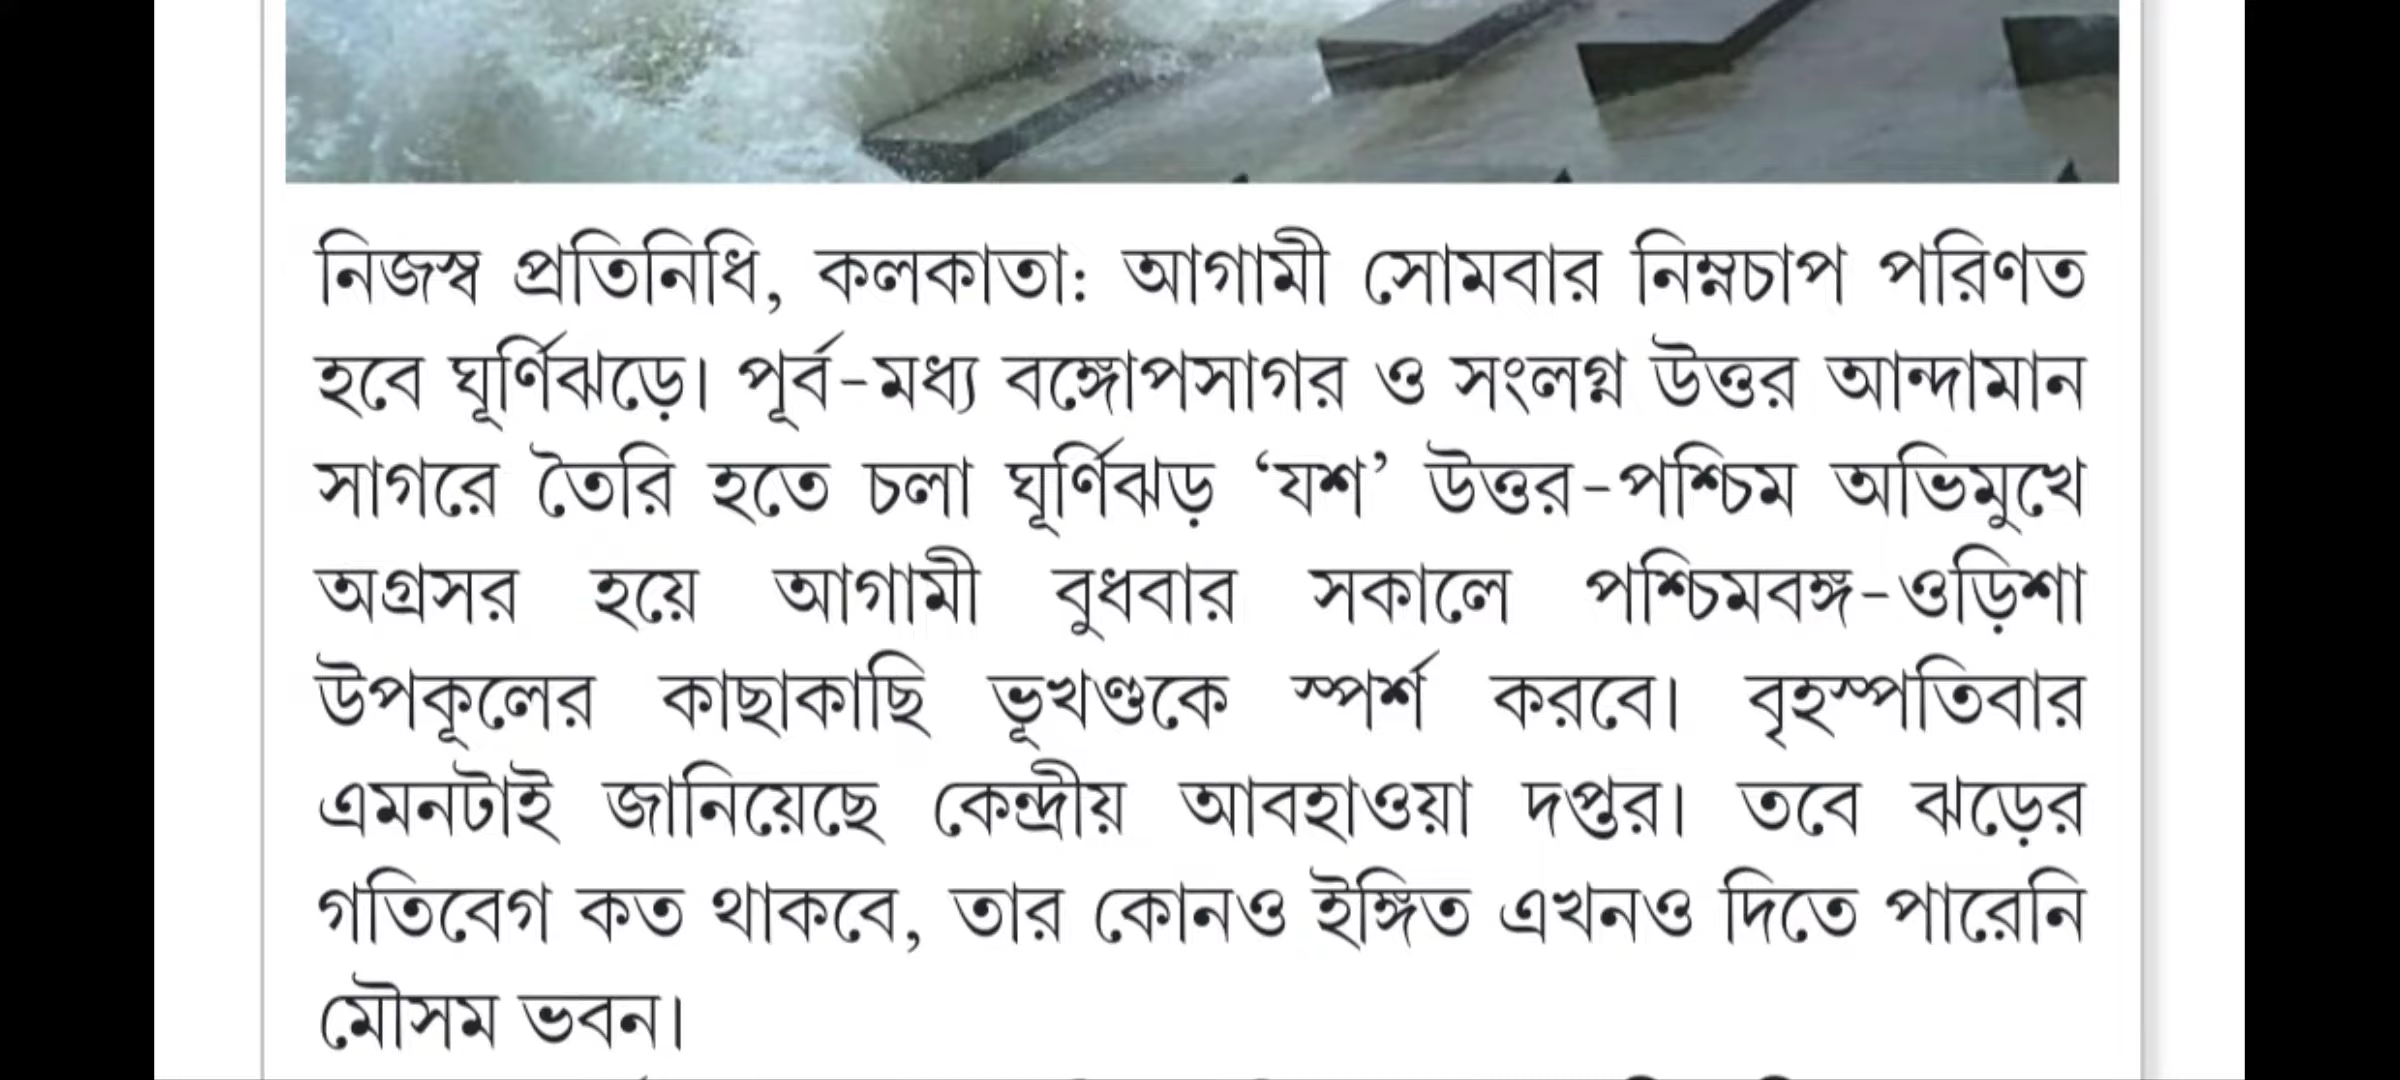 নিজস্ব প্রতিনিধি, কলকাতা: আগামী সোমবার নিম্নচাপ পরিণত
হবে ঘূর্ণিঝড়ে। পূর্ব-মধ্য বঙ্গোপসাগর ও সংলগ্ন উত্তর আন্দামান
সাগরে তৈরি হতে চলা ঘূর্ণিঝড় ‘যশ’ উত্তর-পশ্চিম অভিমুখে
অগ্রসর হয়ে আগামী বুধবার সকালে পশ্চিমবঙ্গ-ওড়িশা
উপকূলের কাছাকাছি ভূখণ্ডকে স্পর্শ করবে। বৃহস্পতিবার
এমনটাই জানিয়েছে কেন্দ্রীয় আবহাওয়া দপ্তর। তবে ঝড়ের
গতিবেগ কত থাকবে, তার কোনও ইঙ্গিত এখনও দিতে পারেনি
মৌসম ভবন।